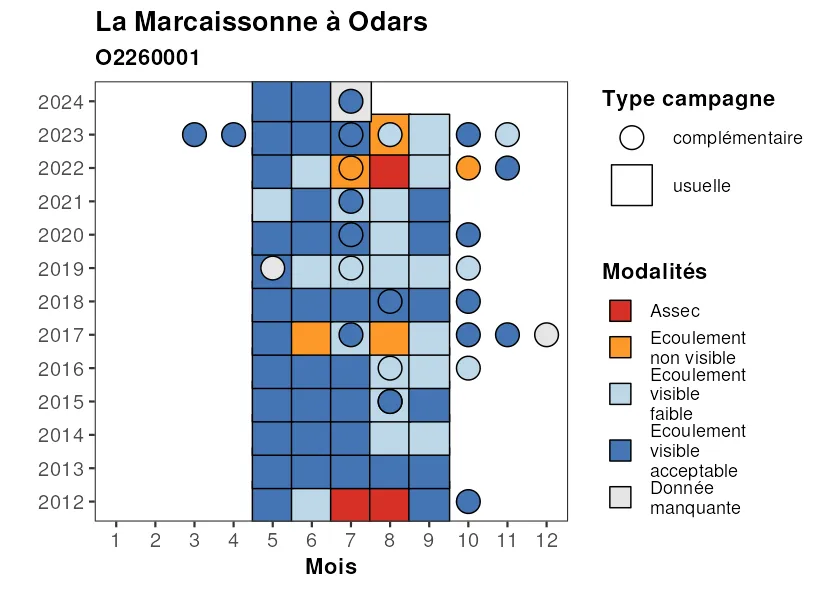 La Marcaissonne à Odars
O2260001
2024
2023
2022
2021
2020
2019
2018
2017
2016
2015
2014
2013
2012
1 2 3 4 5 6 7 8 9 10 11 12
Mois
Type campagne
complémentaire
usuelle
Modalités
Assec
Ecoulement
non visible
Ecoulement
visible
faible
Ecoulement
visible
acceptable
Donnée
manquante